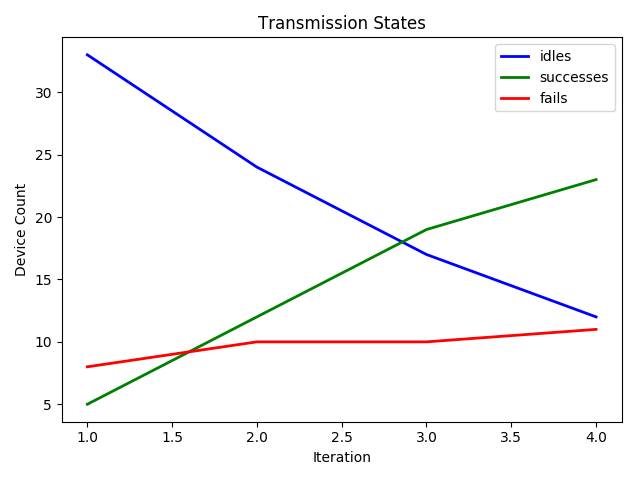 Transmission States
idles
successes
fails
Device Count
30
25
20
15
10
5
1.0 1.5 2.0 2.5 3.0 3.5 4.0
Iteration